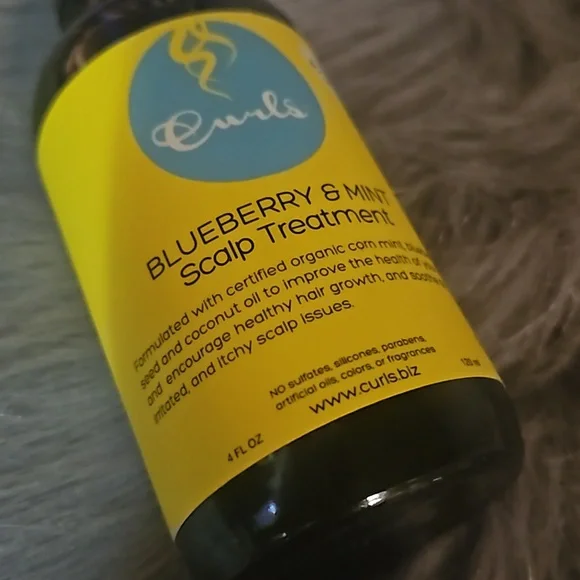 Curls
BLUEBERRY & MINT
Scalp Treatment
Formulated with certified organic corn mint,
seed and coconut oil to improve the health of
and encourage healthy hair growth, and
irritated, and itchy scalp issues.
NO sulfates, silicones, parabens,
artificial oils, colors, or fragrances
www.curls.biz
4 FL OZ
120 ml